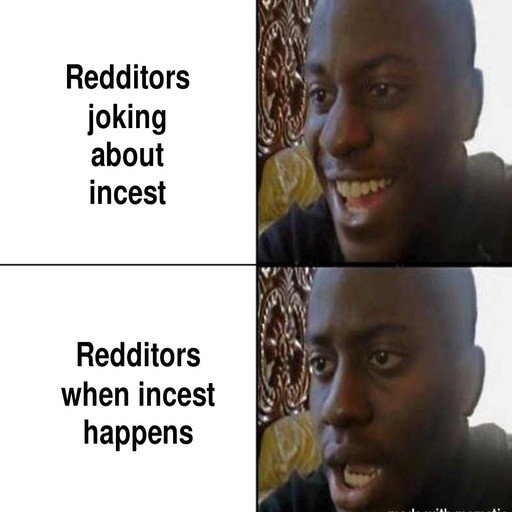 Redditors
joking
about
incest
Redditors
when incest
happens